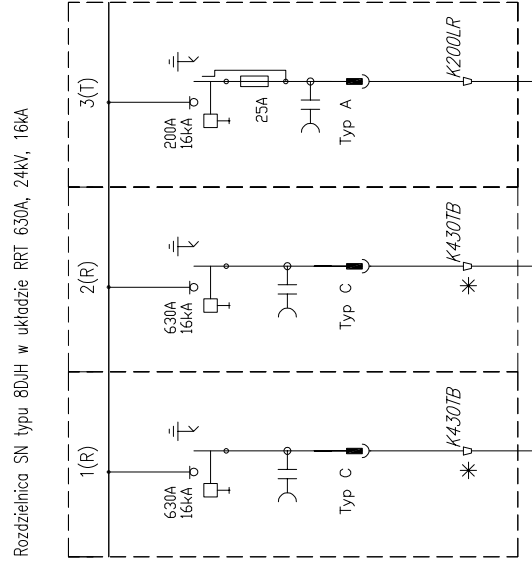 Rozdzielnica SN typu 8DJH w układzie RRT 630A, 24kV, 16kA
1(R)
630A
16kA
Typ C
K430TB
2(R)
630A
16kA
Typ C
K430TB
3(T)
200A
16kA
25A
Typ A
K200LR